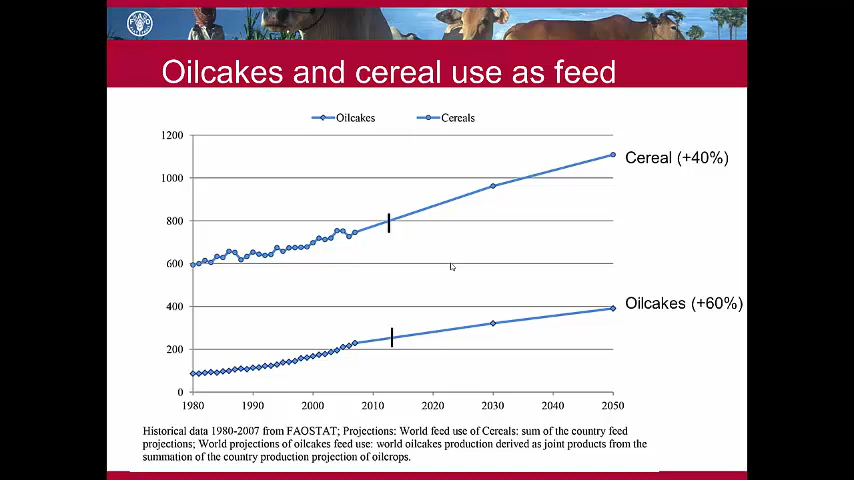 FAO
Oilcakes and cereal use as feed
Oilcakes Cereals
1200
1000
800
600
400
200
0
1980 1990 2000 2010 2020 2030 2040 2050
Cereal (+40%)
Oilcakes (+60%)
Historical data 1980-2007 from FAOSTAT; Projections: World feed use of Cereals: sum of the country feed
projections; World projections of oilcakes feed use: world oilcakes production derived as joint products from the
summation of the country production projection of oilcrops.